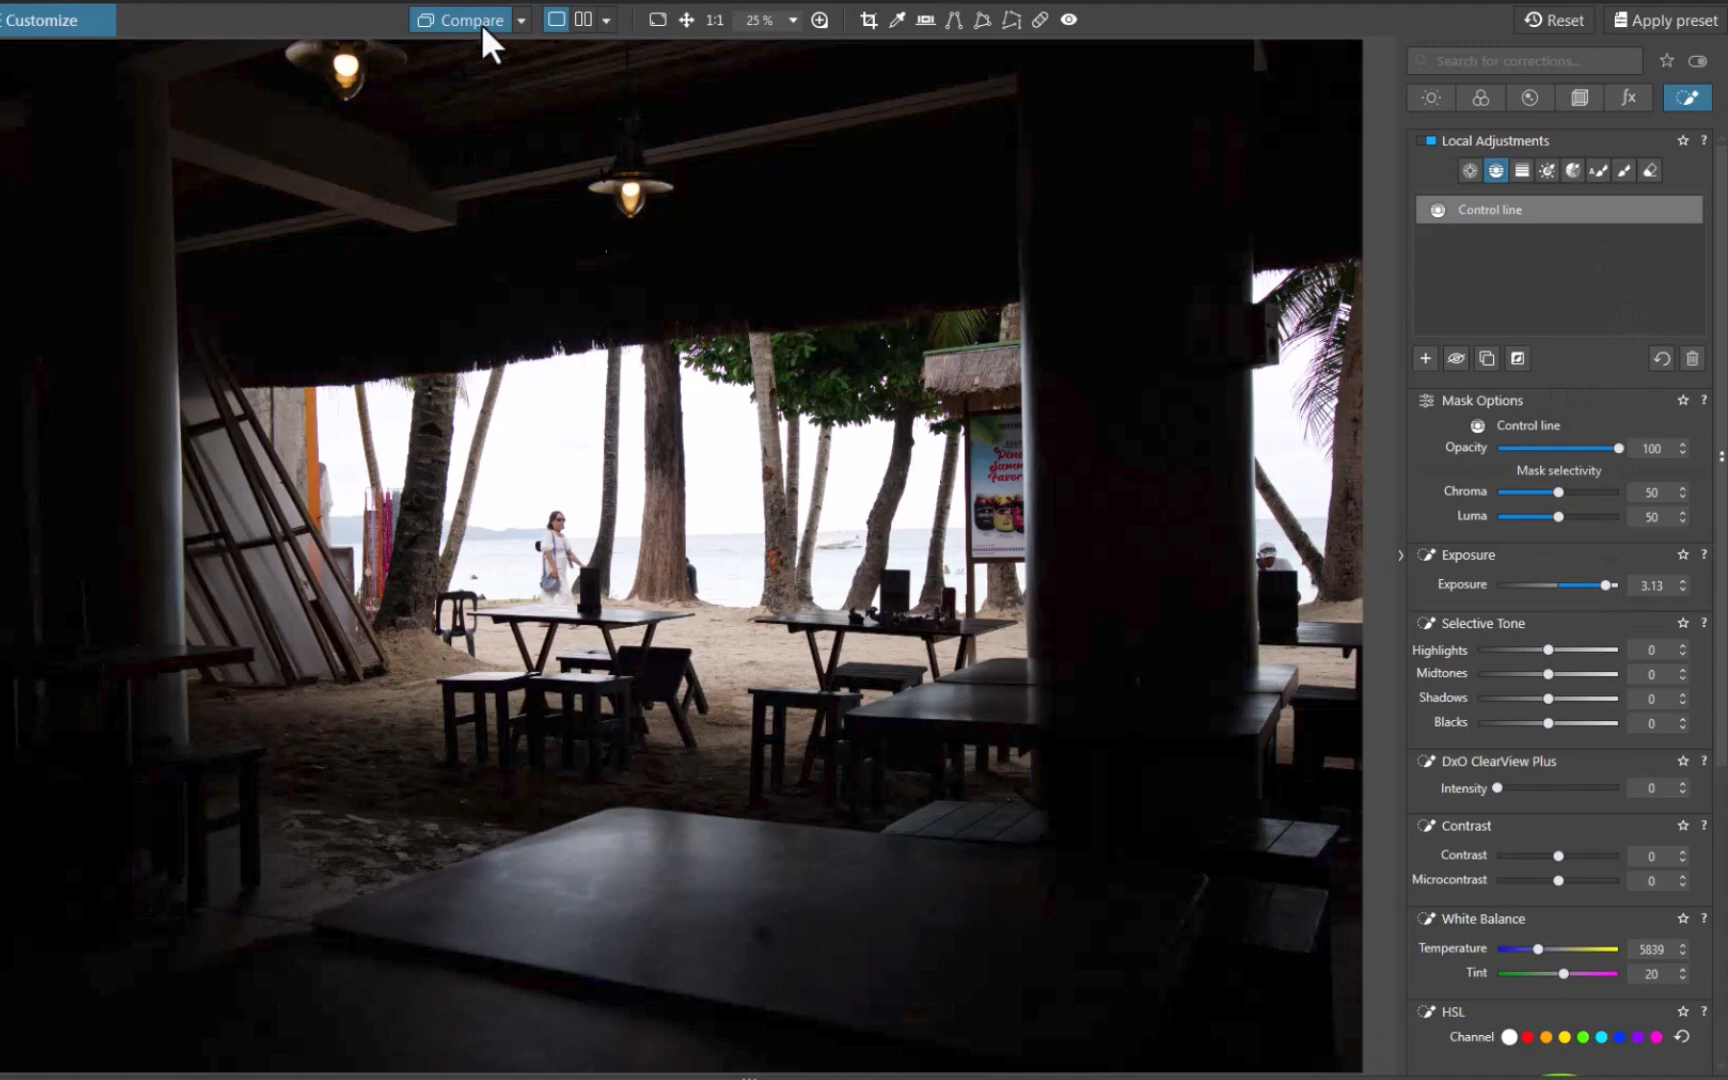 Customize
Compare
1:1
25 %
Reset
Apply preset
Search for corrections...
fx
Local Adjustments
?
A
Control line
Mask Options
?
Control line
Opacity
100
Mask selectivity
Chroma
50
Luma
50
Exposure
?
Exposure
3.13
Selective Tone
?
Highlights
0
Midtones
0
Shadows
0
Blacks
0
DxO ClearView Plus
?
Intensity
0
Contrast
?
Contrast
0
Microcontrast
0
White Balance
?
Temperature
5839
Tint
20
HSL
?
Channel